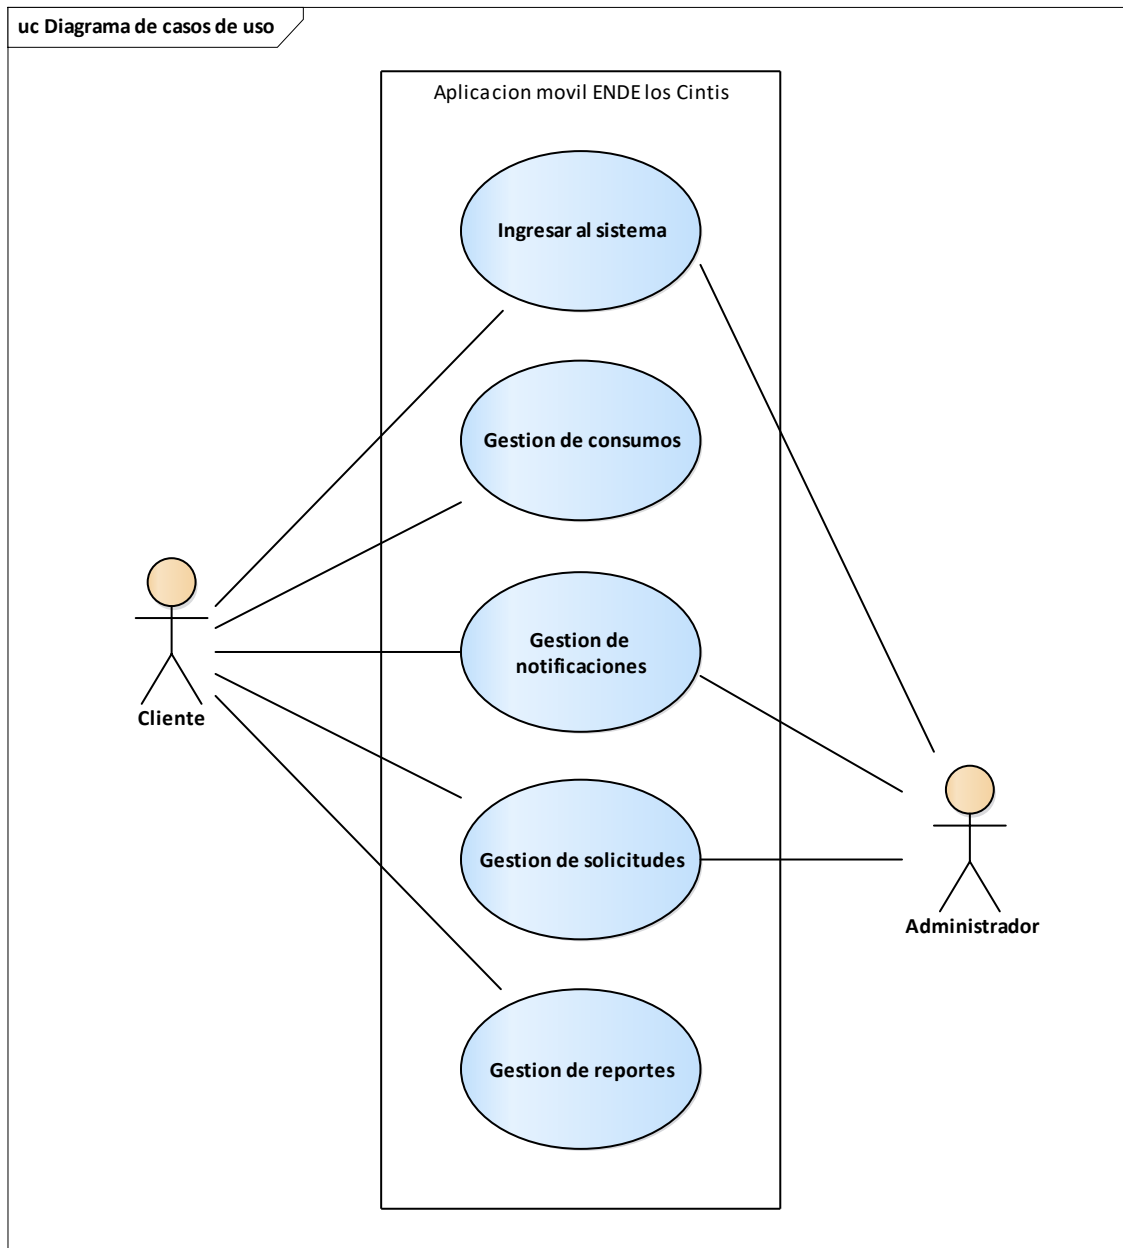 uc Diagrama de casos de uso
Aplicacion movil ENDE los Cintis
Ingresar al sistema
Gestion de consumos
Gestion de
notificaciones
Cliente
Gestion de solicitudes
Administrador
Gestion de reportes